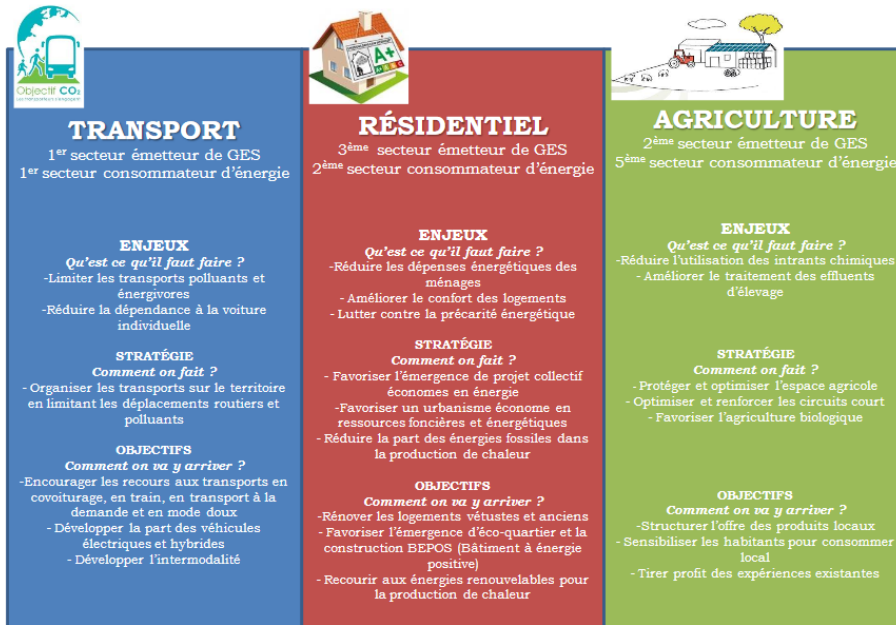 Objectif CO2
Les transporteurs s'engagent
TRANSPORT
1er secteur émetteur de GES
1er secteur consommateur d'énergie
ENJEUX
Qu'est ce qu'il faut faire ?
-Limiter les transports polluants et
énergivores
-Réduire la dépendance à la voiture
individuelle
STRATÉGIE
Comment on fait ?
- Organiser les transports sur le territoire
en limitant les déplacements routiers et
polluants
OBJECTIFS
Comment on va y arriver ?
-Encourager les recours aux transports en
covoiturage, en train, en transport à la
demande et en mode doux
- Développer la part des véhicules
électriques et hybrides
- Développer l'intermodalité
A+
RÉSIDENTIEL
3ème secteur émetteur de GES
2ème secteur consommateur d'énergie
ENJEUX
Qu'est ce qu'il faut faire ?
-Réduire les dépenses énergétiques des
ménages
- Améliorer le confort des logements
- Lutter contre la précarité énergétique
STRATÉGIE
Comment on fait ?
- Favoriser l'émergence de projet collectif
économes en énergie
-Favoriser un urbanisme économe en
ressources foncières et énergétiques
- Réduire la part des énergies fossiles dans
la production de chaleur
OBJECTIFS
Comment on va y arriver ?
-Rénover les logements vétustes et anciens
- Favoriser l'émergence d'éco-quartier et la
construction BEPOS (Bâtiment à énergie
positive)
- Recourir aux énergies renouvelables pour
la production de chaleur
AGRICULTURE
2ème secteur émetteur de GES
5ème secteur consommateur d'énergie
ENJEUX
Qu'est ce qu'il faut faire ?
-Réduire l'utilisation des intrants chimiques
- Améliorer le traitement des effluents
d'élevage
STRATÉGIE
Comment on fait ?
- Protéger et optimiser l'espace agricole
- Optimiser et renforcer les circuits court
- Favoriser l'agriculture biologique
OBJECTIFS
Comment on va y arriver ?
-Structurer l'offre des produits locaux
- Sensibiliser les habitants pour consommer
local
- Tirer profit des expériences existantes